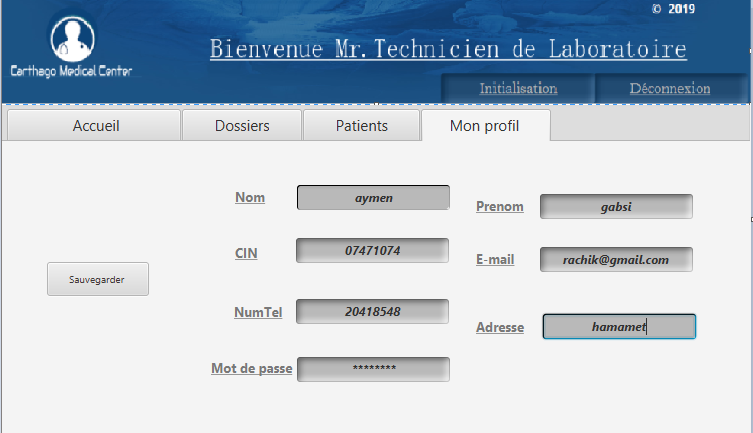 © 2019
Bienvenue Mr.Technicien de Laboratoire
Carthago Medical Center
Initialisation Déconnexion
Accueil Dossiers Patients Mon profil
Nom aymen
Prenom gabsi
CIN 07471074
E-mail rachik@gmail.com
Sauvegarder
NumTel 20418548
Adresse hamamet
Mot de passe ********